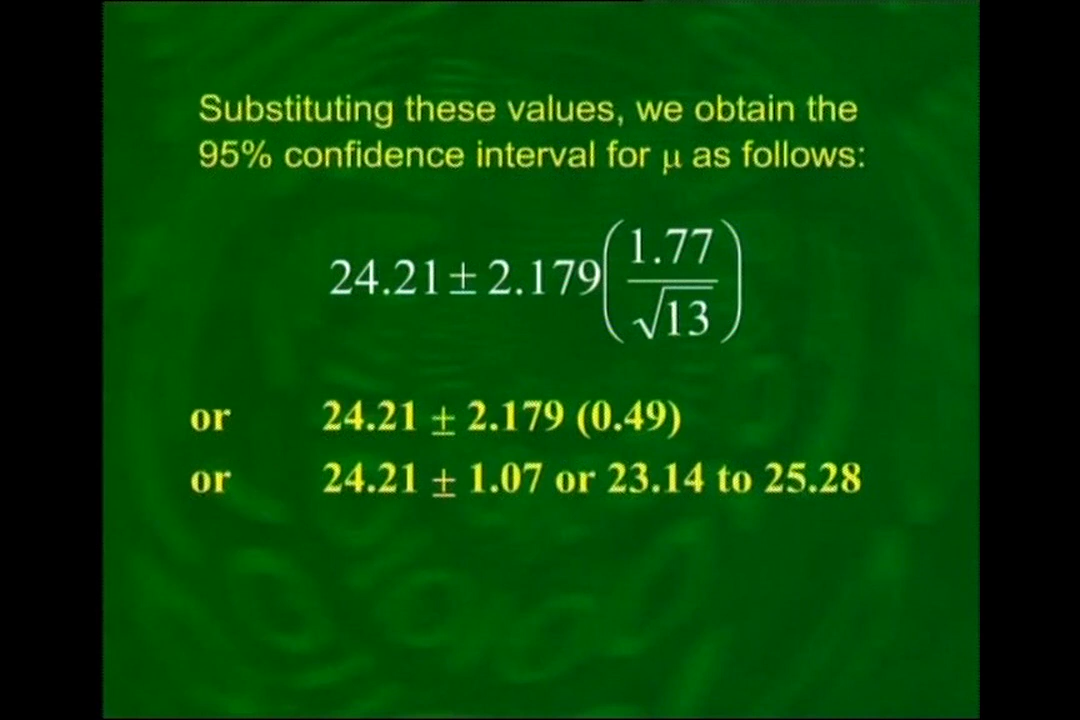 Substituting these values, we obtain the
95% confidence interval for μ as follows:
24.21 ± 2.179(1.77/√13)
or 24.21 ± 2.179 (0.49)
or 24.21 ± 1.07 or 23.14 to 25.28